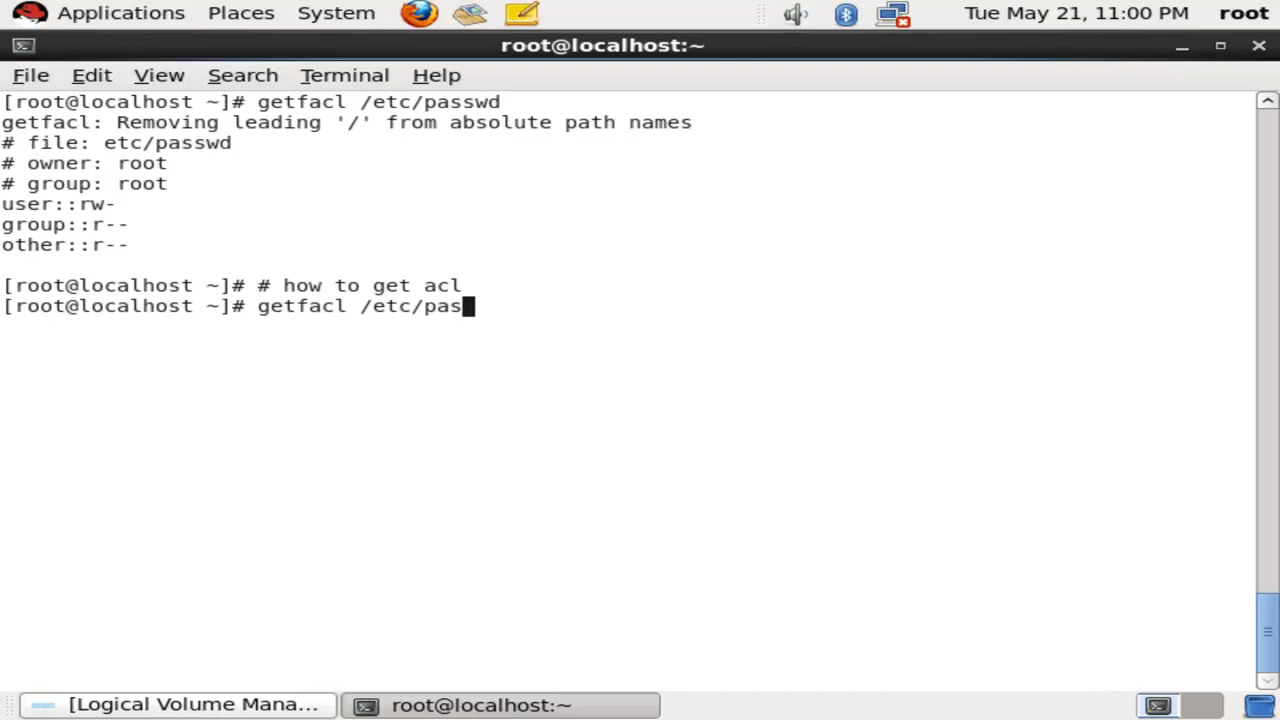 Applications Places System Tue May 21, 11:00 PM root
root@localhost:~
File Edit View Search Terminal Help
[root@localhost ~]# getfacl /etc/passwd
getfacl: Removing leading '/' from absolute path names
# file: etc/passwd
# owner: root
# group: root
user::rw-
group::r--
other::r--
[root@localhost ~]# # how to get acl
[root@localhost ~]# getfacl /etc/pas
[Logical Volume Mana... root@localhost:~